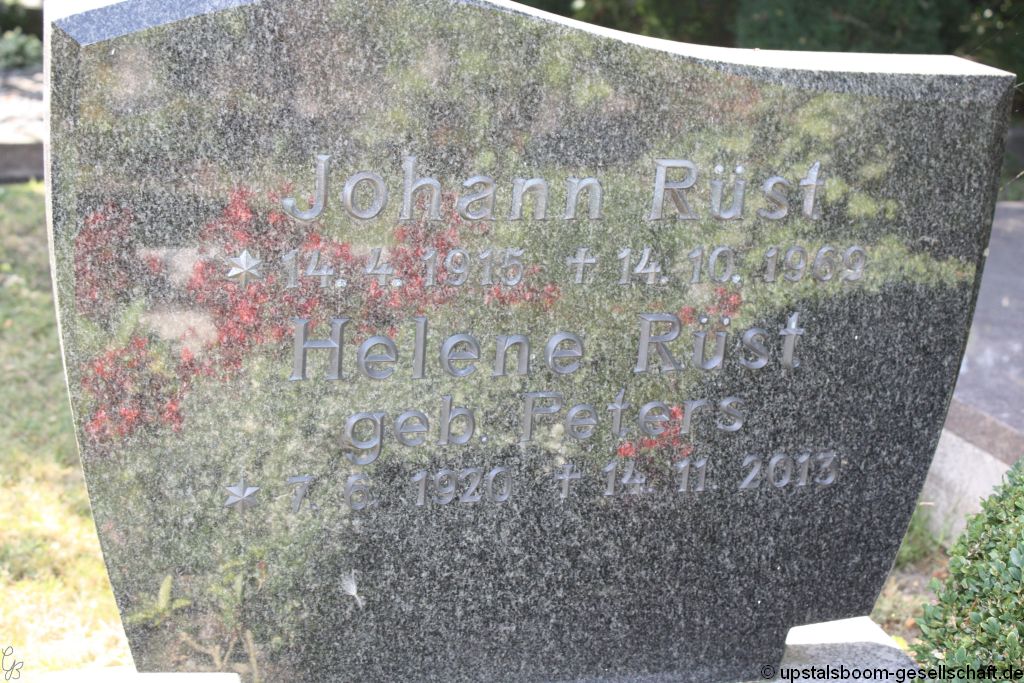 Johann Rüst
* 14. 4. 1915 † 14. 10. 1969
Helene Rüst
geb. Peters
* 7. 6. 1920 † 14. 11. 2013
GB
© upstalsboom-gesellschaft.de